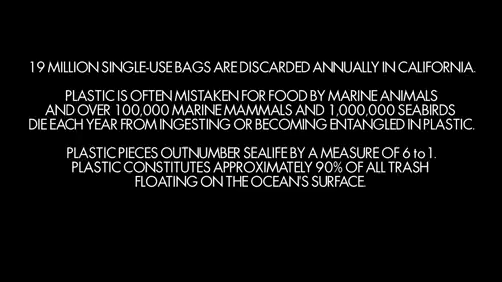 19 MILLION SINGLE-USE BAGS ARE DISCARDED ANNUALLY IN CALIFORNIA.
PLASTIC IS OFTEN MISTAKEN FOR FOOD BY MARINE ANIMALS
AND OVER 100,000 MARINE MAMMALS AND 1,000,000 SEABIRDS
DIE EACH YEAR FROM INGESTING OR BECOMING ENTANGLED IN PLASTIC.
PLASTIC PIECES OUTNUMBER SEALIFE BY A MEASURE OF 6 to 1.
PLASTIC CONSTITUTES APPROXIMATELY 90% OF ALL TRASH
FLOATING ON THE OCEAN'S SURFACE.